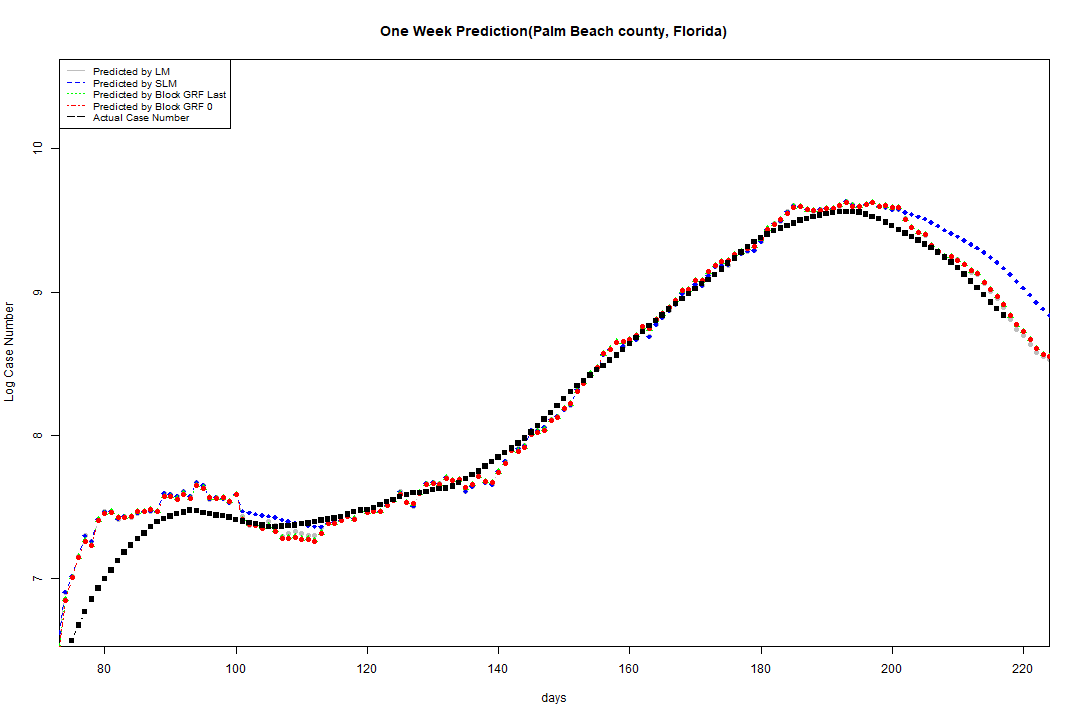 One Week Prediction(Palm Beach county, Florida)
Predicted by LM
Predicted by SLM
Predicted by Block GRF Last
Predicted by Block GRF 0
Actual Case Number
10
9
8
7
Log Case Number
80 100 120 140 160 180 200 220
days